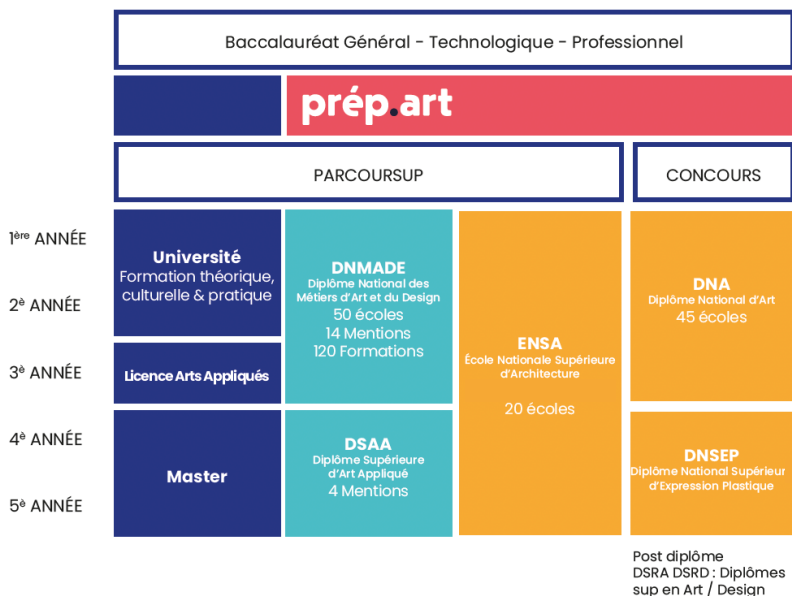 Baccalauréat Général - Technologique - Professionnel
prép.art
PARCOURSUP
CONCOURS
1ère ANNÉE
2è ANNÉE
3è ANNÉE
4è ANNÉE
5è ANNÉE
Université
Formation théorique,
culturelle & pratique
Licence Arts Appliqués
Master
DNMADE
Diplôme National des
Métiers d'Art et du Design
50 écoles
14 Mentions
120 Formations
DSAA
Diplôme Supérieure
d'Art Appliqué
4 Mentions
ENSA
École Nationale Supérieure
d'Architecture
20 écoles
DNA
Diplôme National d'Art
45 écoles
DNSEP
Diplôme National Supérieur
d'Expression Plastique
Post diplôme
DSRA DSRD : Diplômes
sup en Art / Design